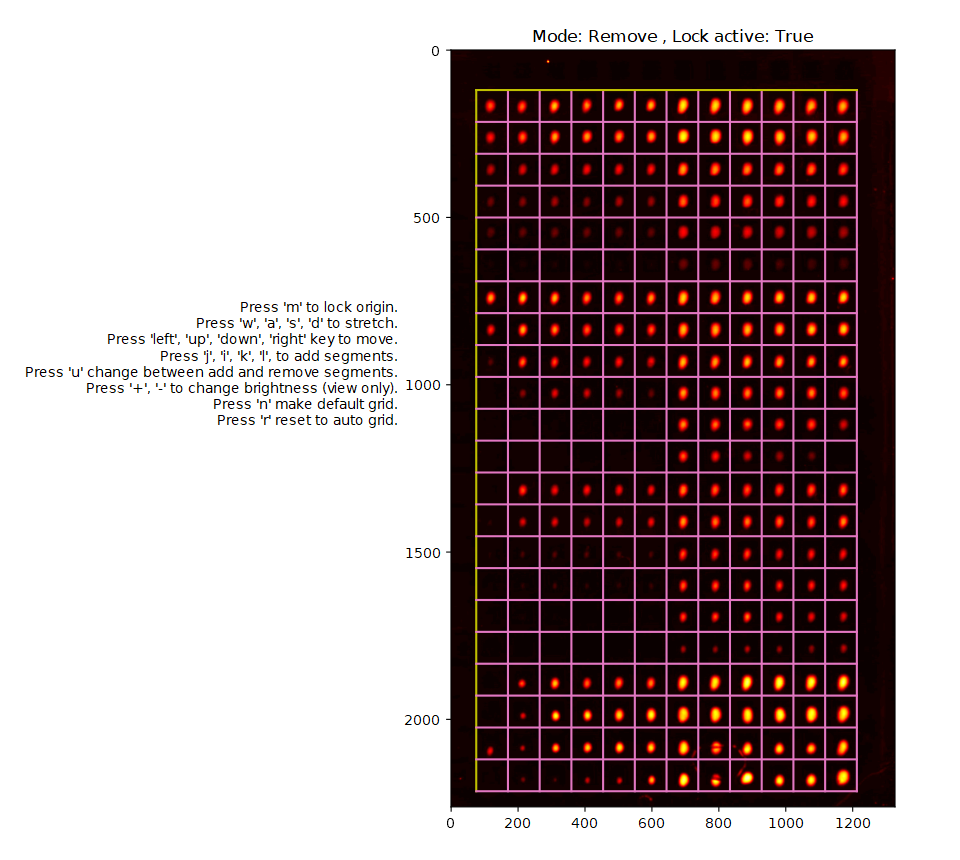 Mode: Remove , Lock active: True
0
500
1000
1500
2000
Press 'm' to lock origin.
Press 'w', 'a', 's', 'd' to stretch.
Press 'left', 'up', 'down', 'right' key to move.
Press 'j', 'i', 'k', 'l', to add segments.
Press 'u' change between add and remove segments.
Press '+', '-' to change brightness (view only).
Press 'n' make default grid.
Press 'r' reset to auto grid.
0 200 400 600 800 1000 1200